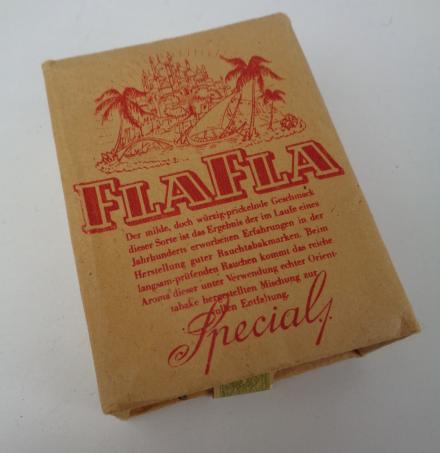 FLAFLA
Der milde, doch würzig-prickelnde Geschmack
dieser Sorte ist das Ergebnis der im Laufe eines
Jahrhunderts erworbenen Erfahrungen in der
Herstellung guter Rauchtabakmarken. Beim
langsam-prüfenden Rauchen kommt das reiche
Aroma dieser unter Verwendung echter Orient-
tabake hergestellten Mischung zur
vollen Entfaltung.
Special